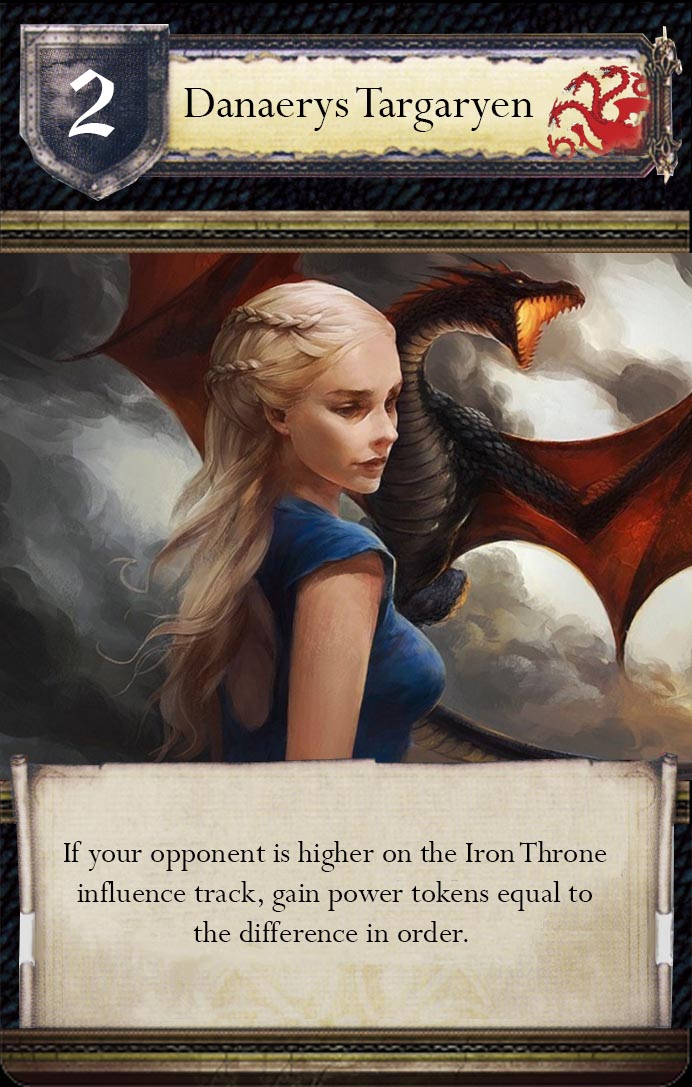 2
Danaerys Targaryen
If your opponent is higher on the Iron Throne
influence track, gain power tokens equal to
the difference in order.